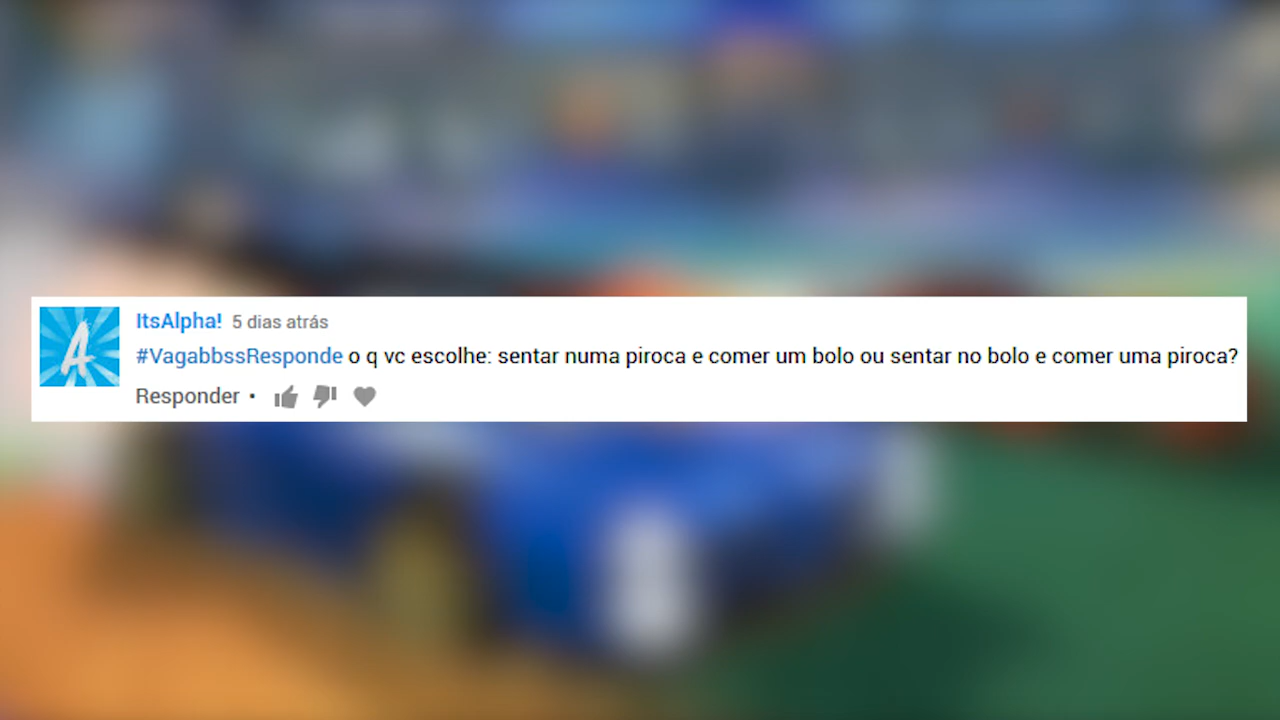 ItsAlpha! 5 dias atrás
#VagabbssResponde o q vc escolhe: sentar numa piroca e comer um bolo ou sentar no bolo e comer uma piroca?
Responder •